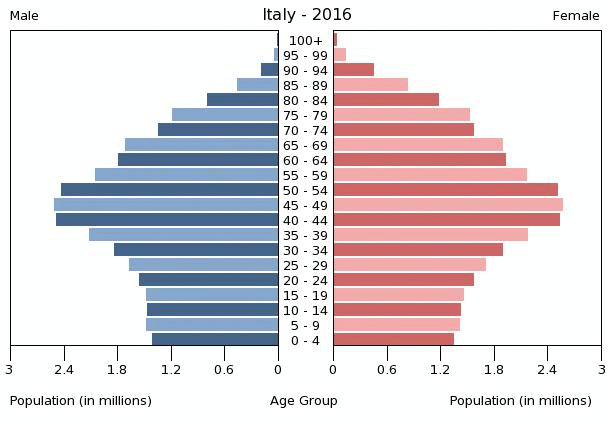 Male Italy - 2016 Female
100+
95 - 99
90 - 94
85 - 89
80 - 84
75 - 79
70 - 74
65 - 69
60 - 64
55 - 59
50 - 54
45 - 49
40 - 44
35 - 39
30 - 34
25 - 29
20 - 24
15 - 19
10 - 14
5 - 9
0 - 4
3 2.4 1.8 1.2 0.6 0 0 0.6 1.2 1.8 2.4 3
Population (in millions) Age Group Population (in millions)